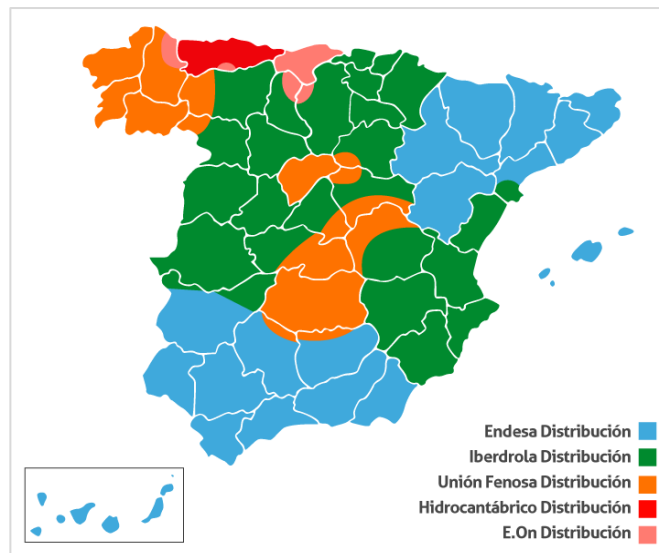 Endesa Distribución
Iberdrola Distribución
Unión Fenosa Distribución
Hidrocantábrico Distribución
E.On Distribución